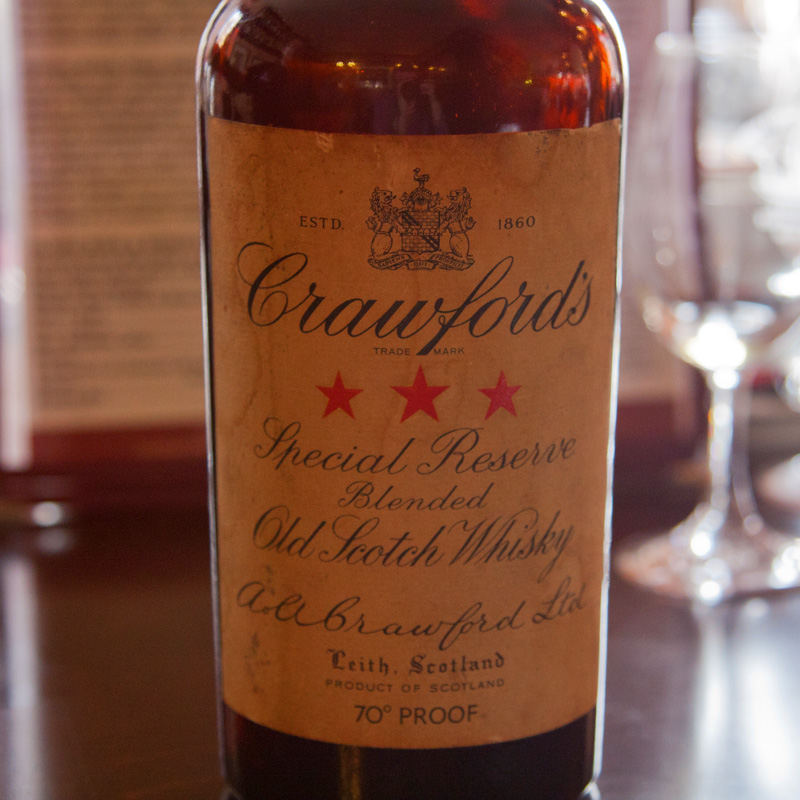 ESTD. 1860
Crawford's
TRADE MARK
Special Reserve
Blended
Old Scotch Whisky
A & A Crawford Ltd
Leith, Scotland
PRODUCT OF SCOTLAND
70° PROOF